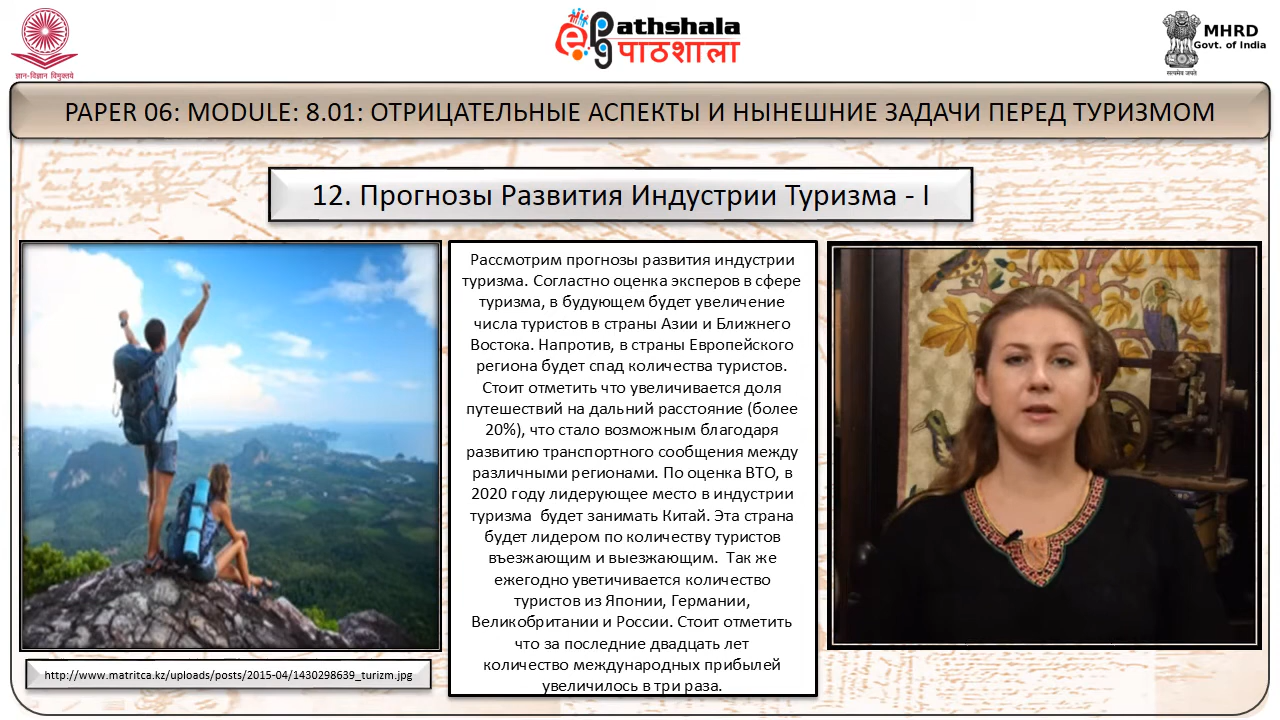 ज्ञान-विज्ञान विमुक्तये
ePG Pathshala
पाठशाला
MHRD
Govt. of India
सत्यमेव जयते
PAPER 06: MODULE: 8.01: ОТРИЦАТЕЛЬНЫЕ АСПЕКТЫ И НЫНЕШНИЕ ЗАДАЧИ ПЕРЕД ТУРИЗМОМ
12. Прогнозы Развития Индустрии Туризма - I
Рассмотрим прогнозы развития индустрии
туризма. Согластно оценка эксперов в сфере
туризма, в будующем будет увеличение
числа туристов в страны Азии и Ближнего
Востока. Напротив, в страны Европейского
региона будет спад количества туристов.
Стоит отметить что увеличивается доля
путешествий на дальний расстояние (более
20%), что стало возможным благодаря
развитию транспортного сообщения между
различными регионами. По оценка ВТО, в
2020 году лидерующее место в индустрии
туризма будет занимать Китай. Эта страна
будет лидером по количеству туристов
въезжающим и выезжающим. Так же
ежегодно уветичивается количество
туристов из Японии, Германии,
Великобритании и России. Стоит отметить
что за последние двадцать лет
количество международных прибылей
увеличилось в три раза.
http://www.matritca.kz/uploads/posts/2015-04/1430298639_turizm.jpg